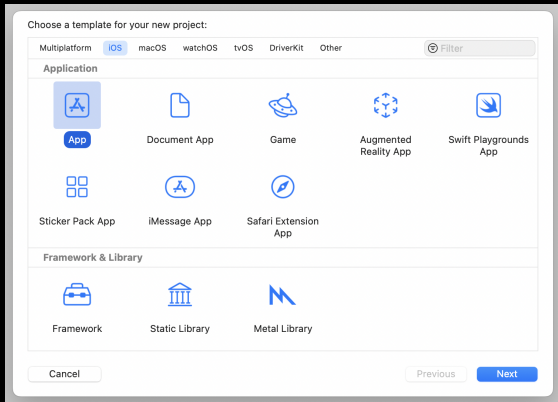 Choose a template for your new project:
Multiplatform iOS macOS watchOS tvOS DriverKit Other Filter
Application
App Document App Game Augmented Reality App Swift Playgrounds App
Sticker Pack App iMessage App Safari Extension App
Framework & Library
Framework Static Library Metal Library
Cancel Previous Next